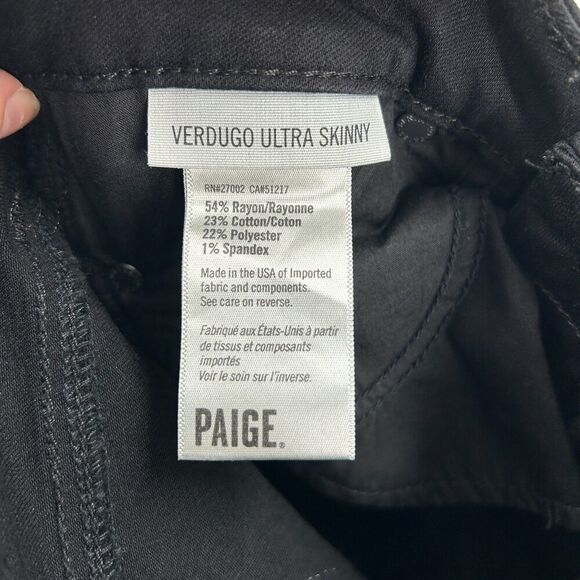 VERDUGO ULTRA SKINNY
RN#27002 CA#51217
54% Rayon/Rayonne
23% Cotton/Coton
22% Polyester
1% Spandex
Made in the USA of Imported
fabric and components.
See care on reverse.
Fabriqué aux États-Unis à partir
de tissus et composants
importés
Voir le soin sur l'inverse.
PAIGE®